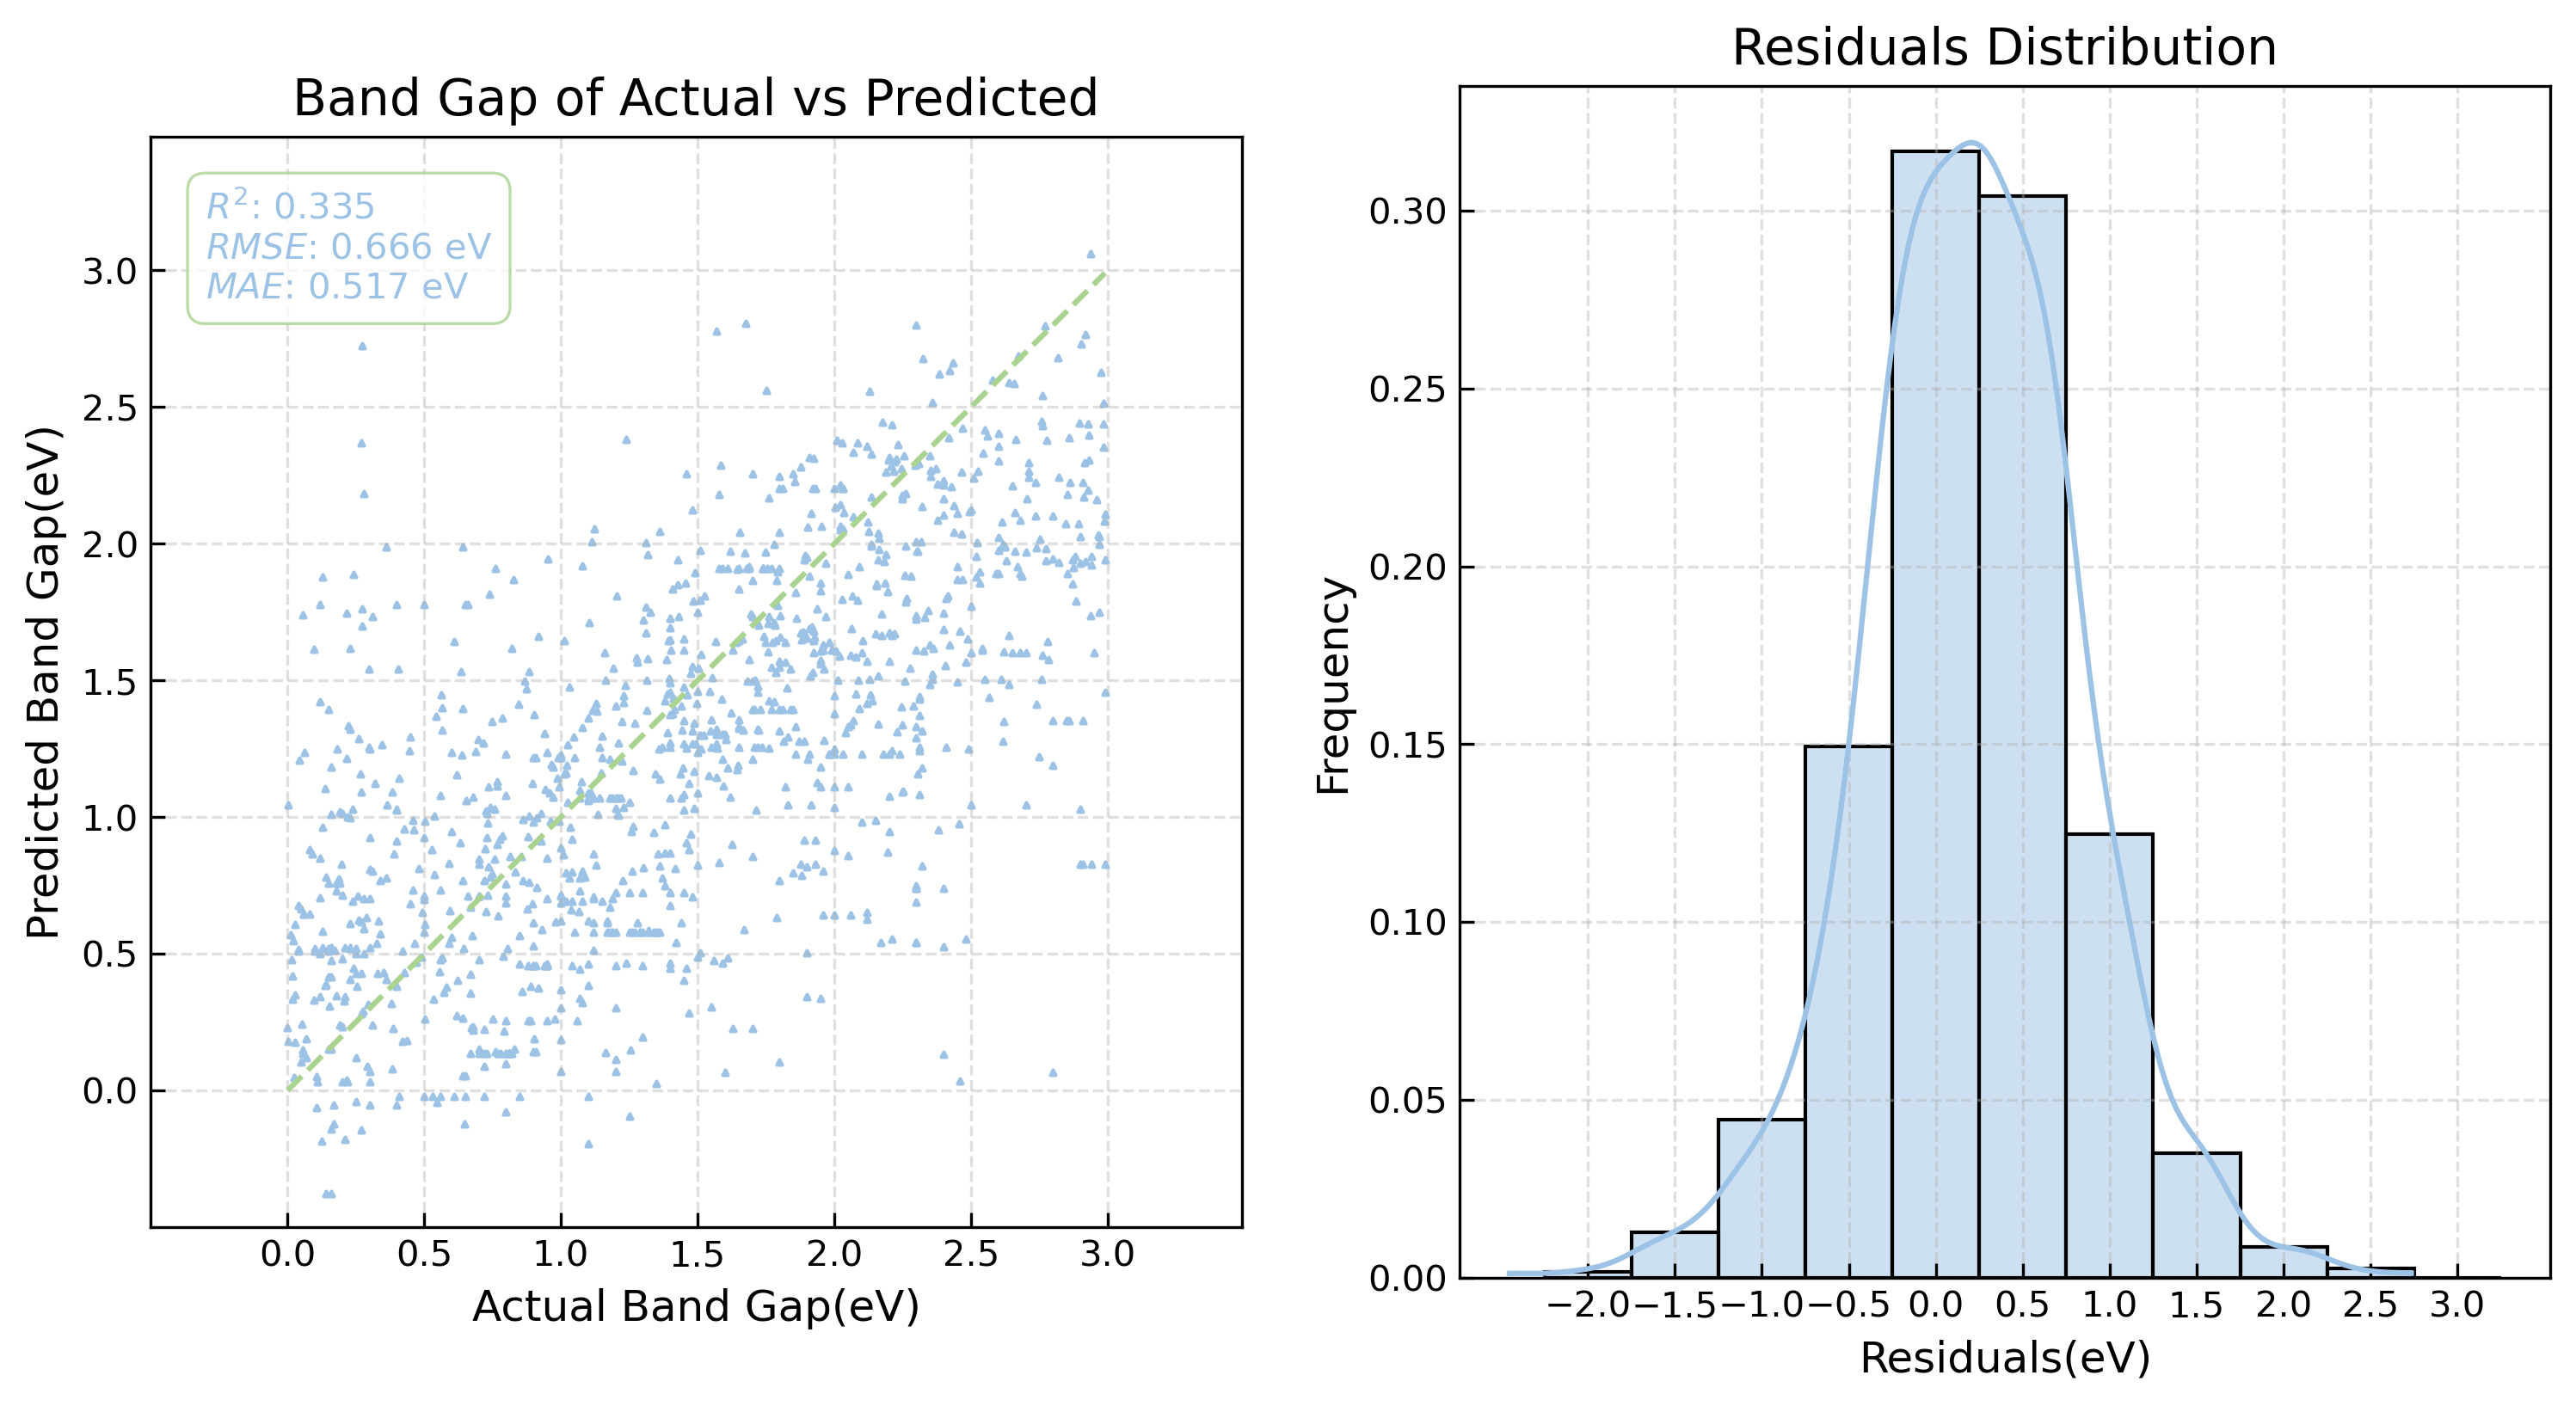 Band Gap of Actual vs Predicted
R²: 0.335
RMSE: 0.666 eV
MAE: 0.517 eV
Predicted Band Gap(eV)
3.0
2.5
2.0
1.5
1.0
0.5
0.0
0.0 0.5 1.0 1.5 2.0 2.5 3.0
Actual Band Gap(eV)
Residuals Distribution
Frequency
0.30
0.25
0.20
0.15
0.10
0.05
0.00
−2.0 −1.5 −1.0 −0.5 0.0 0.5 1.0 1.5 2.0 2.5 3.0
Residuals(eV)